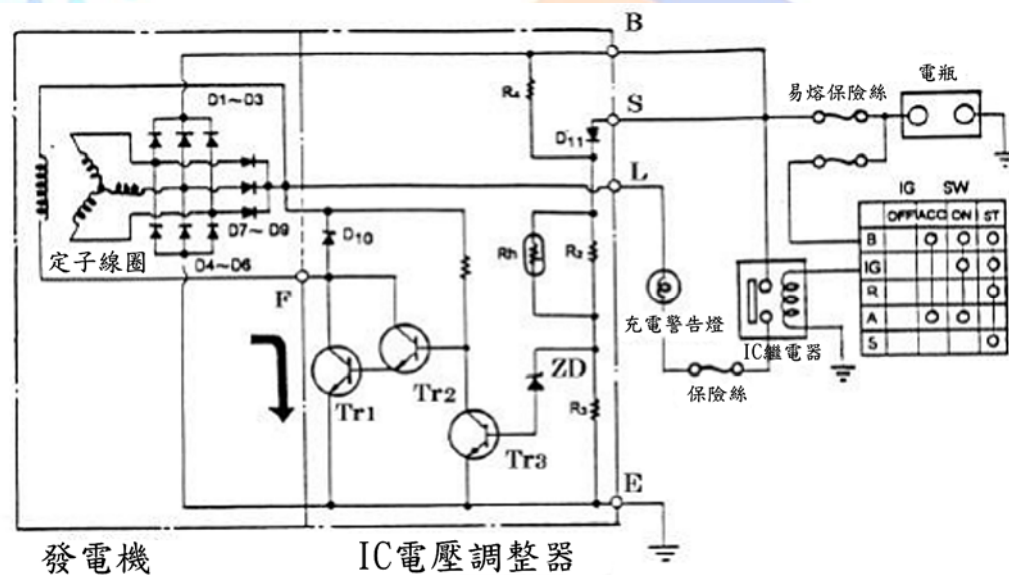 B
S
L
F
E
R₄
D₁₁
D1~D3
D7~D9
D4~D6
D₁₀
定子線圈
Rh
R₂
R₃
ZD
Tr1
Tr2
Tr3
電瓶
易熔保險絲
充電警告燈
IC繼電器
保險絲
IG SW
OFF ACC ON ST
B
IG
R
A
S
發電機
IC電壓調整器